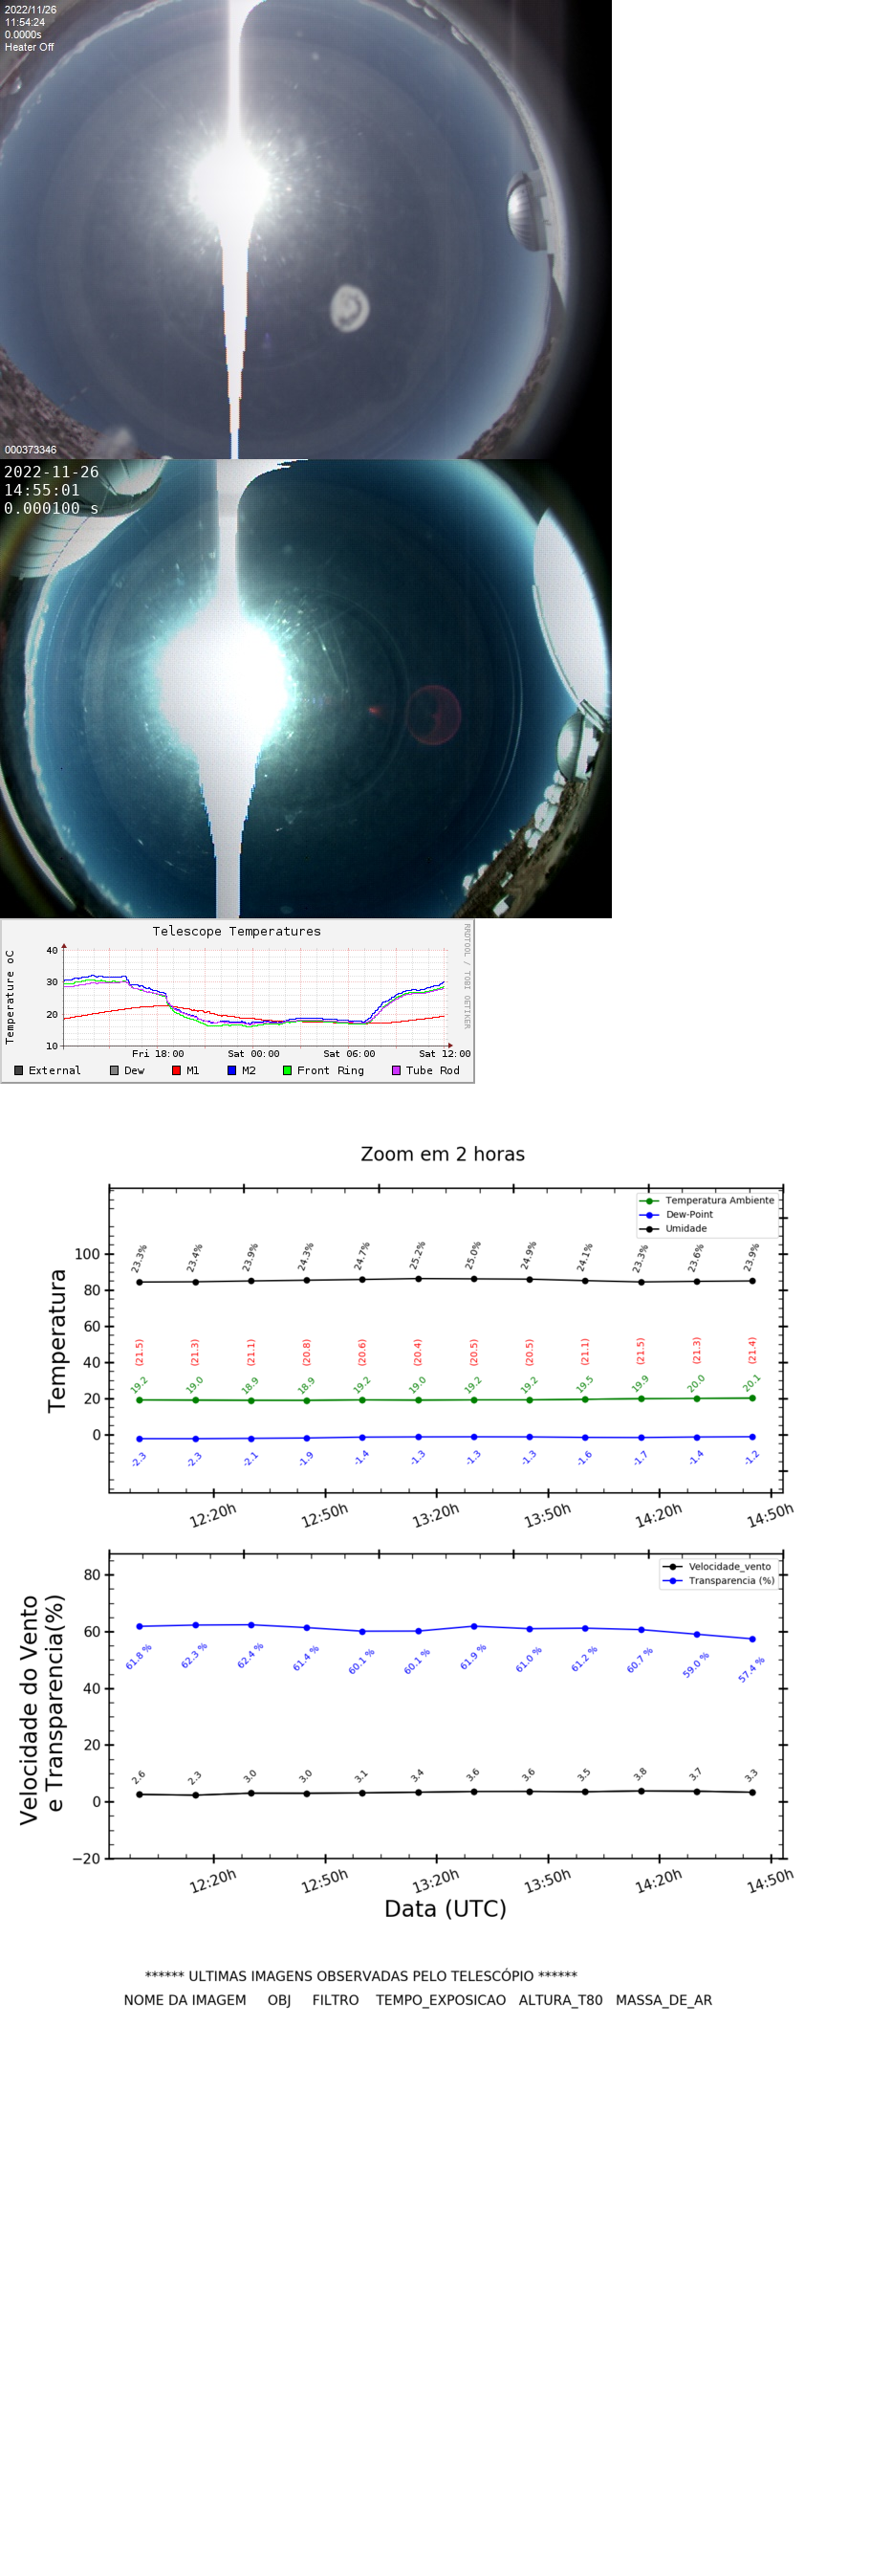 2022/11/26
11:54:24
0.0000s
Heater Off
000373346
2022-11-26
14:55:01
0.000100 s
Telescope Temperatures
RRDTOOL / TOBI OETIKER
Temperature oC
40
30
20
10
Fri 18:00 Sat 00:00 Sat 06:00 Sat 12:00
External Dew M1 M2 Front Ring Tube Rod
Zoom em 2 horas
Temperatura Ambiente
Dew-Point
Umidade
Temperatura
100
80
60
40
20
0
23.3% 23.4% 23.9% 24.3% 24.7% 25.2% 25.0% 24.9% 24.1% 23.3% 23.6% 23.9%
(21.5) (21.3) (21.1) (20.8) (20.6) (20.4) (20.5) (20.5) (21.1) (21.5) (21.3) (21.4)
19.2 19.0 18.9 18.9 19.2 19.0 19.2 19.2 19.5 19.9 20.0 20.1
-2.3 -2.3 -2.1 -1.9 -1.4 -1.3 -1.3 -1.3 -1.6 -1.7 -1.4 -1.2
12:20h 12:50h 13:20h 13:50h 14:20h 14:50h
Velocidade_vento
Transparencia (%)
Velocidade do Vento
e Transparencia(%)
80
60
40
20
0
−20
61.8 % 62.3 % 62.4 % 61.4 % 60.1 % 60.1 % 61.9 % 61.0 % 61.2 % 60.7 % 59.0 % 57.4 %
2.6 2.3 3.0 3.0 3.1 3.4 3.6 3.6 3.5 3.8 3.7 3.3
12:20h 12:50h 13:20h 13:50h 14:20h 14:50h
Data (UTC)
****** ULTIMAS IMAGENS OBSERVADAS PELO TELESCÓPIO ******
NOME DA IMAGEM OBJ FILTRO TEMPO_EXPOSICAO ALTURA_T80 MASSA_DE_AR